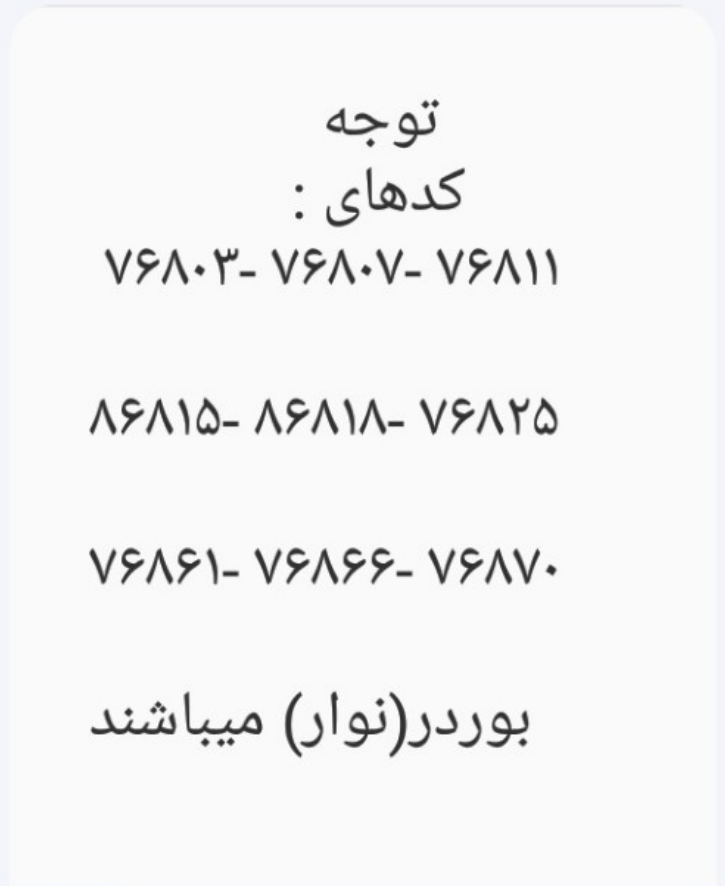 توجه
کدهای :
۷۶۸۰۳- ۷۶۸۰۷- ۷۶۸۱۱
۸۶۸۱۵- ۸۶۸۱۸- ۷۶۸۲۵
۷۶۸۶۱- ۷۶۸۶۶- ۷۶۸۷۰
بوردر(نوار) میباشند